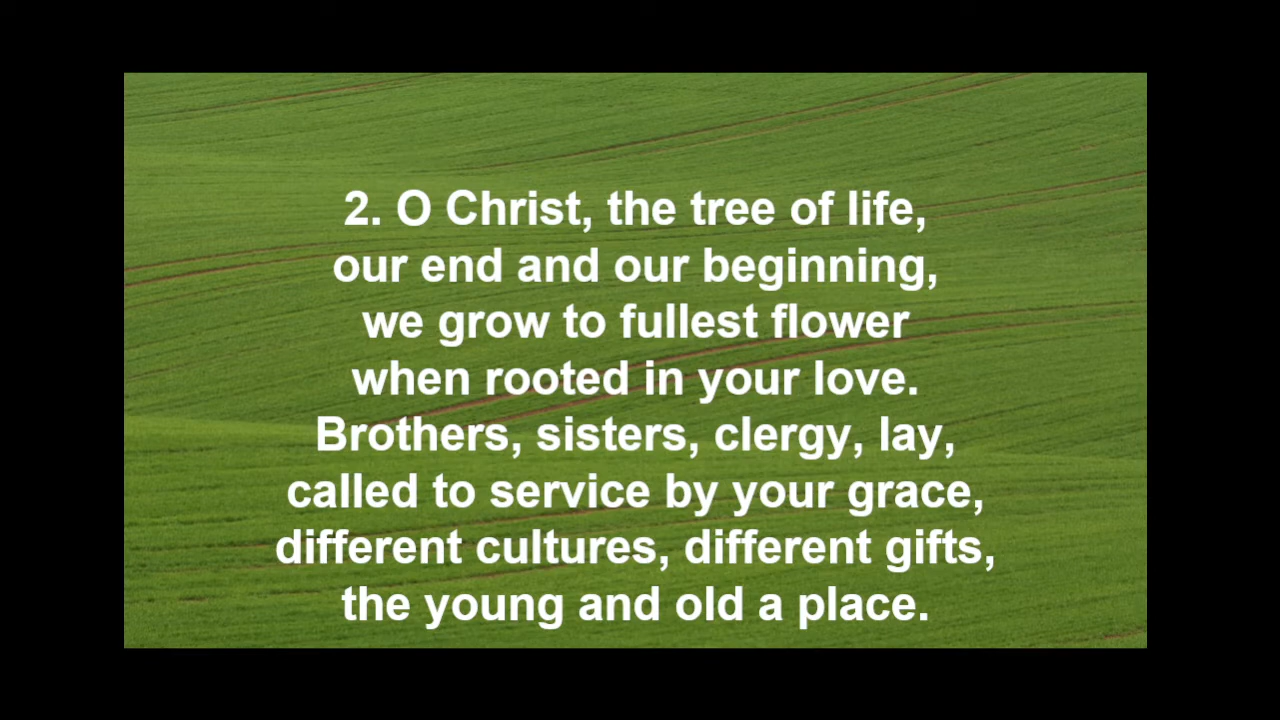 2. O Christ, the tree of life,
our end and our beginning,
we grow to fullest flower
when rooted in your love.
Brothers, sisters, clergy, lay,
called to service by your grace,
different cultures, different gifts,
the young and old a place.